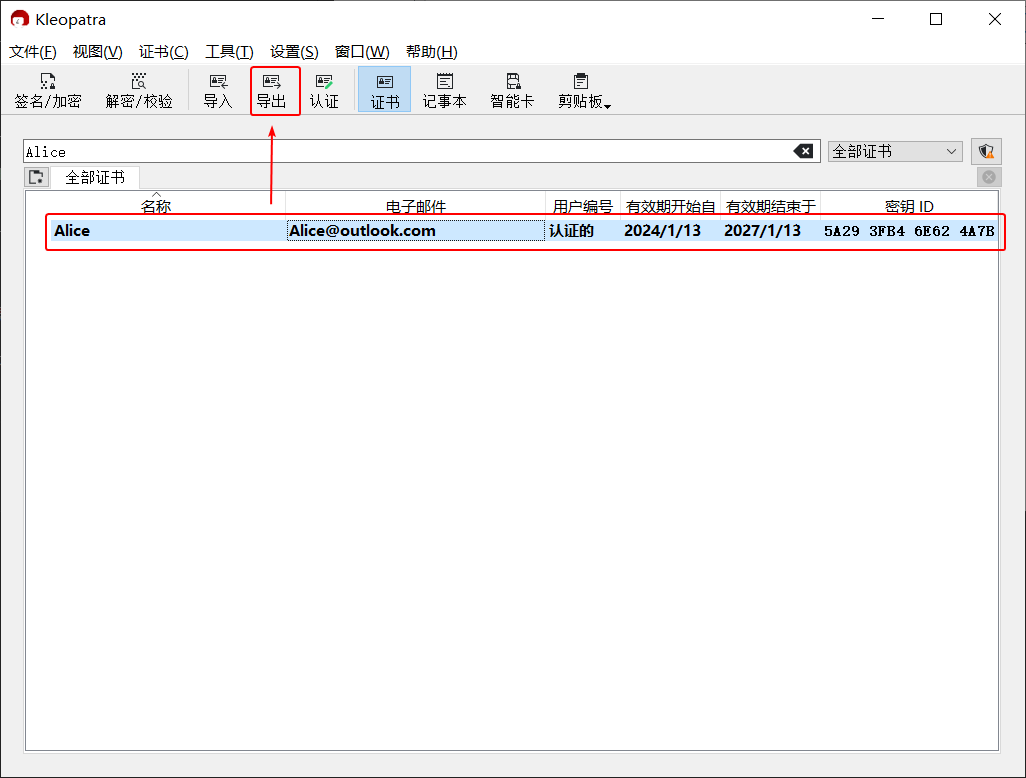 Kleopatra
文件(F) 视图(V) 证书(C) 工具(T) 设置(S) 窗口(W) 帮助(H)
签名/加密 解密/校验 导入 导出 认证 证书 记事本 智能卡 剪贴板
Alice 全部证书
全部证书
名称 电子邮件 用户编号 有效期开始自 有效期结束于 密钥 ID
Alice Alice@outlook.com 认证的 2024/1/13 2027/1/13 5A29 3FB4 6E62 4A7B